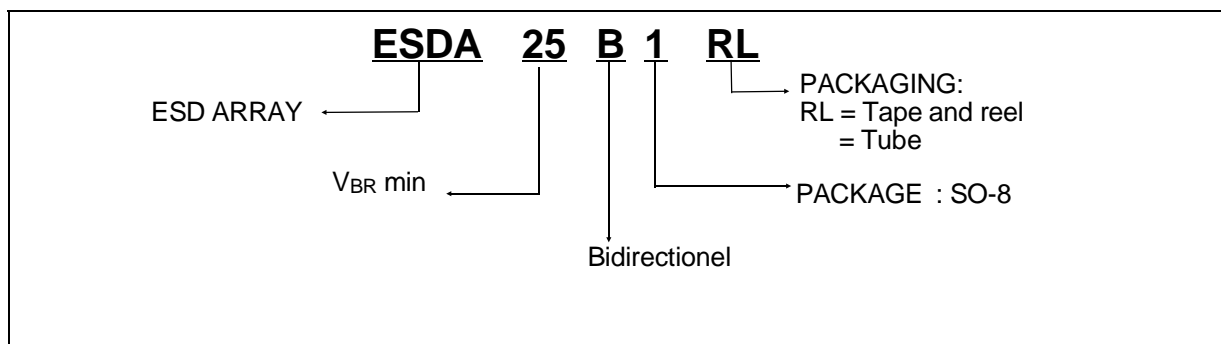 ESDA 25 B 1 RL
PACKAGING:
ESD ARRAY
RL = Tape and reel
= Tube
VBR min
PACKAGE : SO-8
Bidirectionel